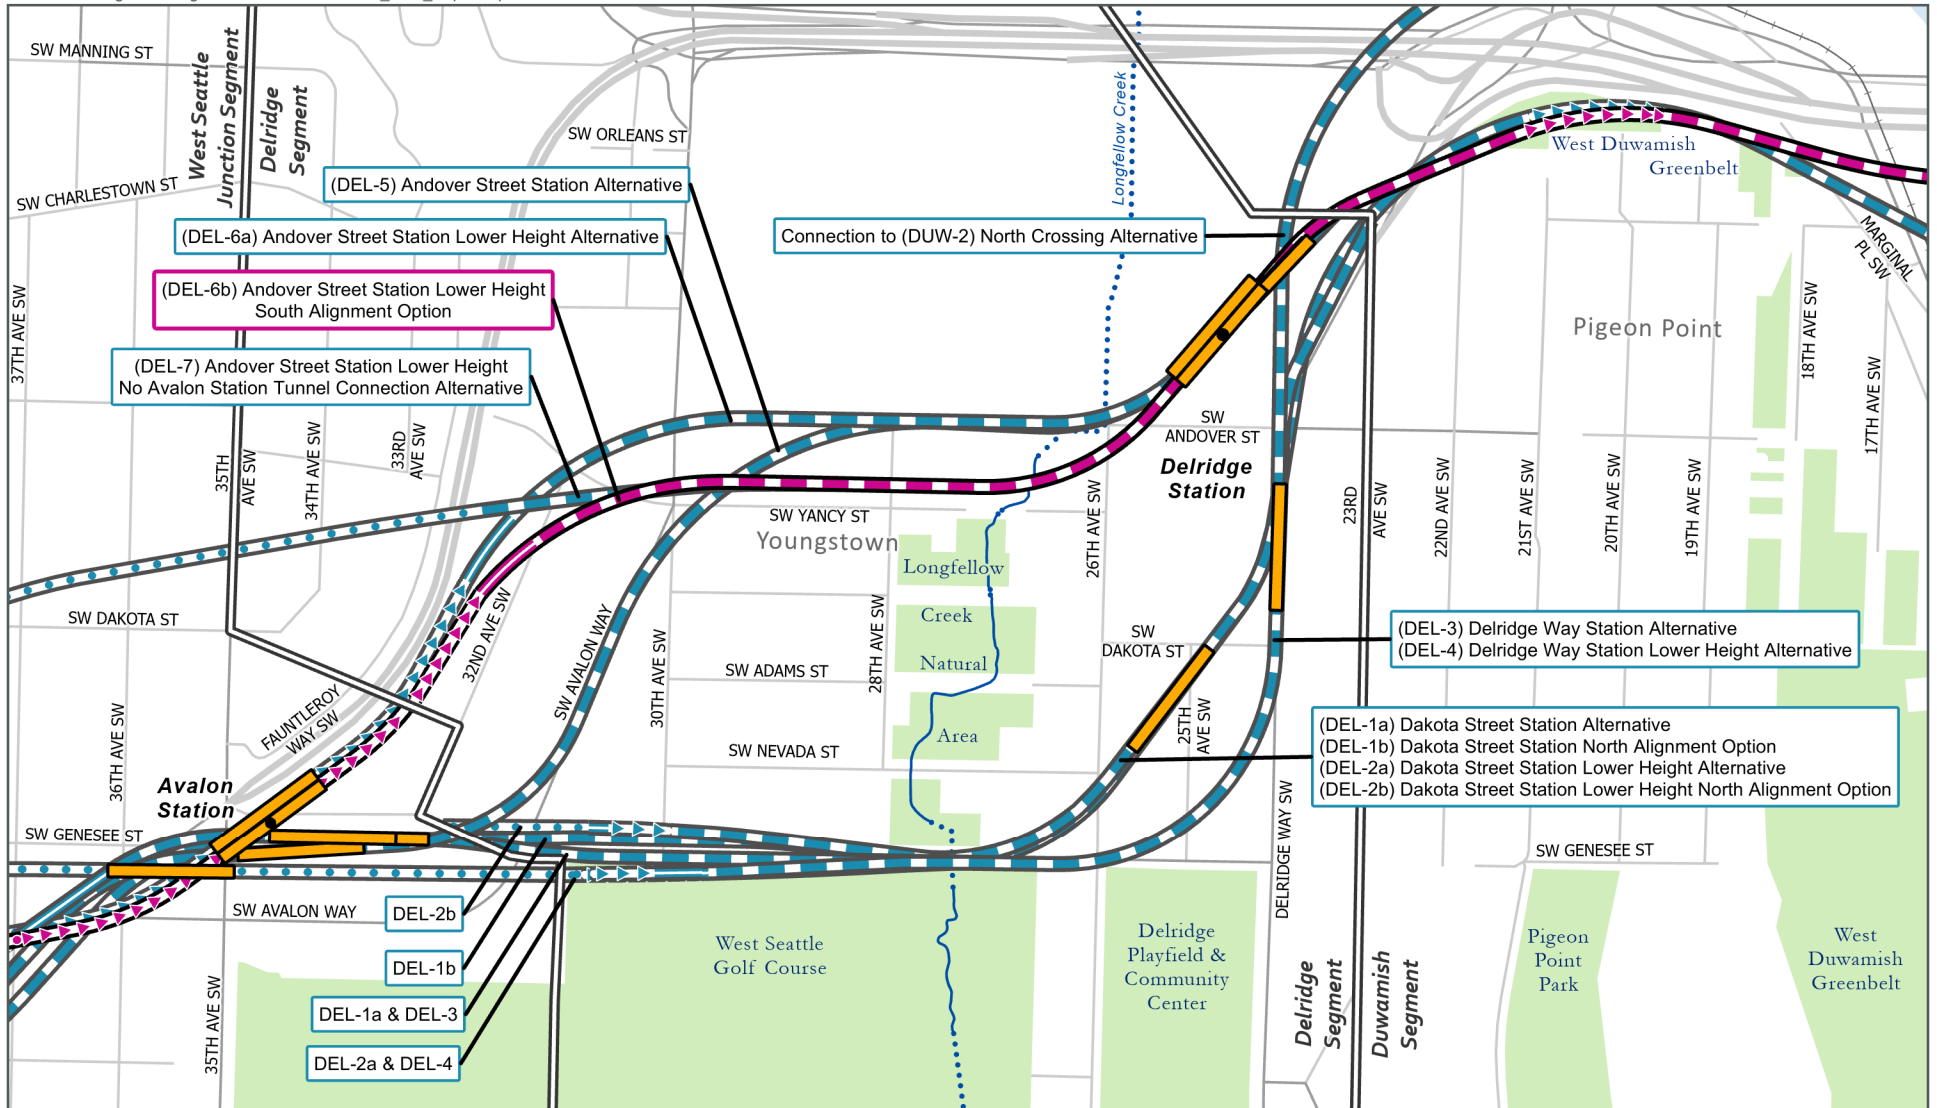 SW MANNING ST
West Seattle
Junction Segment
Delridge
Segment
SW ORLEANS ST
Longfellow Creek
West Duwamish
Greenbelt
SW CHARLESTOWN ST
(DEL-5) Andover Street Station Alternative
(DEL-6a) Andover Street Station Lower Height Alternative
Connection to (DUW-2) North Crossing Alternative
MARGINAL
PL SW
(DEL-6b) Andover Street Station Lower Height
South Alignment Option
37TH AVE SW
Pigeon Point
18TH AVE SW
(DEL-7) Andover Street Station Lower Height
No Avalon Station Tunnel Connection Alternative
17TH AVE SW
SW
ANDOVER ST
Delridge
Station
35TH
AVE SW
34TH AVE SW
33RD
AVE SW
26TH AVE SW
23RD
AVE SW
22ND AVE SW
21ST AVE SW
20TH AVE SW
19TH AVE SW
SW YANCY ST
Youngstown
Longfellow
Creek
Natural
Area
SW DAKOTA ST
32ND AVE SW
SW AVALON WAY
30TH AVE SW
28TH AVE SW
SW
DAKOTA ST
(DEL-3) Delridge Way Station Alternative
(DEL-4) Delridge Way Station Lower Height Alternative
SW ADAMS ST
FAUNTLEROY
WAY SW
36TH AVE SW
25TH
AVE SW
SW NEVADA ST
(DEL-1a) Dakota Street Station Alternative
(DEL-1b) Dakota Street Station North Alignment Option
(DEL-2a) Dakota Street Station Lower Height Alternative
(DEL-2b) Dakota Street Station Lower Height North Alignment Option
Avalon
Station
SW GENESEE ST
DELRIDGE WAY SW
SW GENESEE ST
SW AVALON WAY
DEL-2b
DEL-1b
DEL-1a & DEL-3
DEL-2a & DEL-4
35TH AVE SW
West Seattle
Golf Course
Delridge
Playfield &
Community
Center
Delridge
Segment
Duwamish
Segment
Pigeon
Point
Park
West
Duwamish
Greenbelt